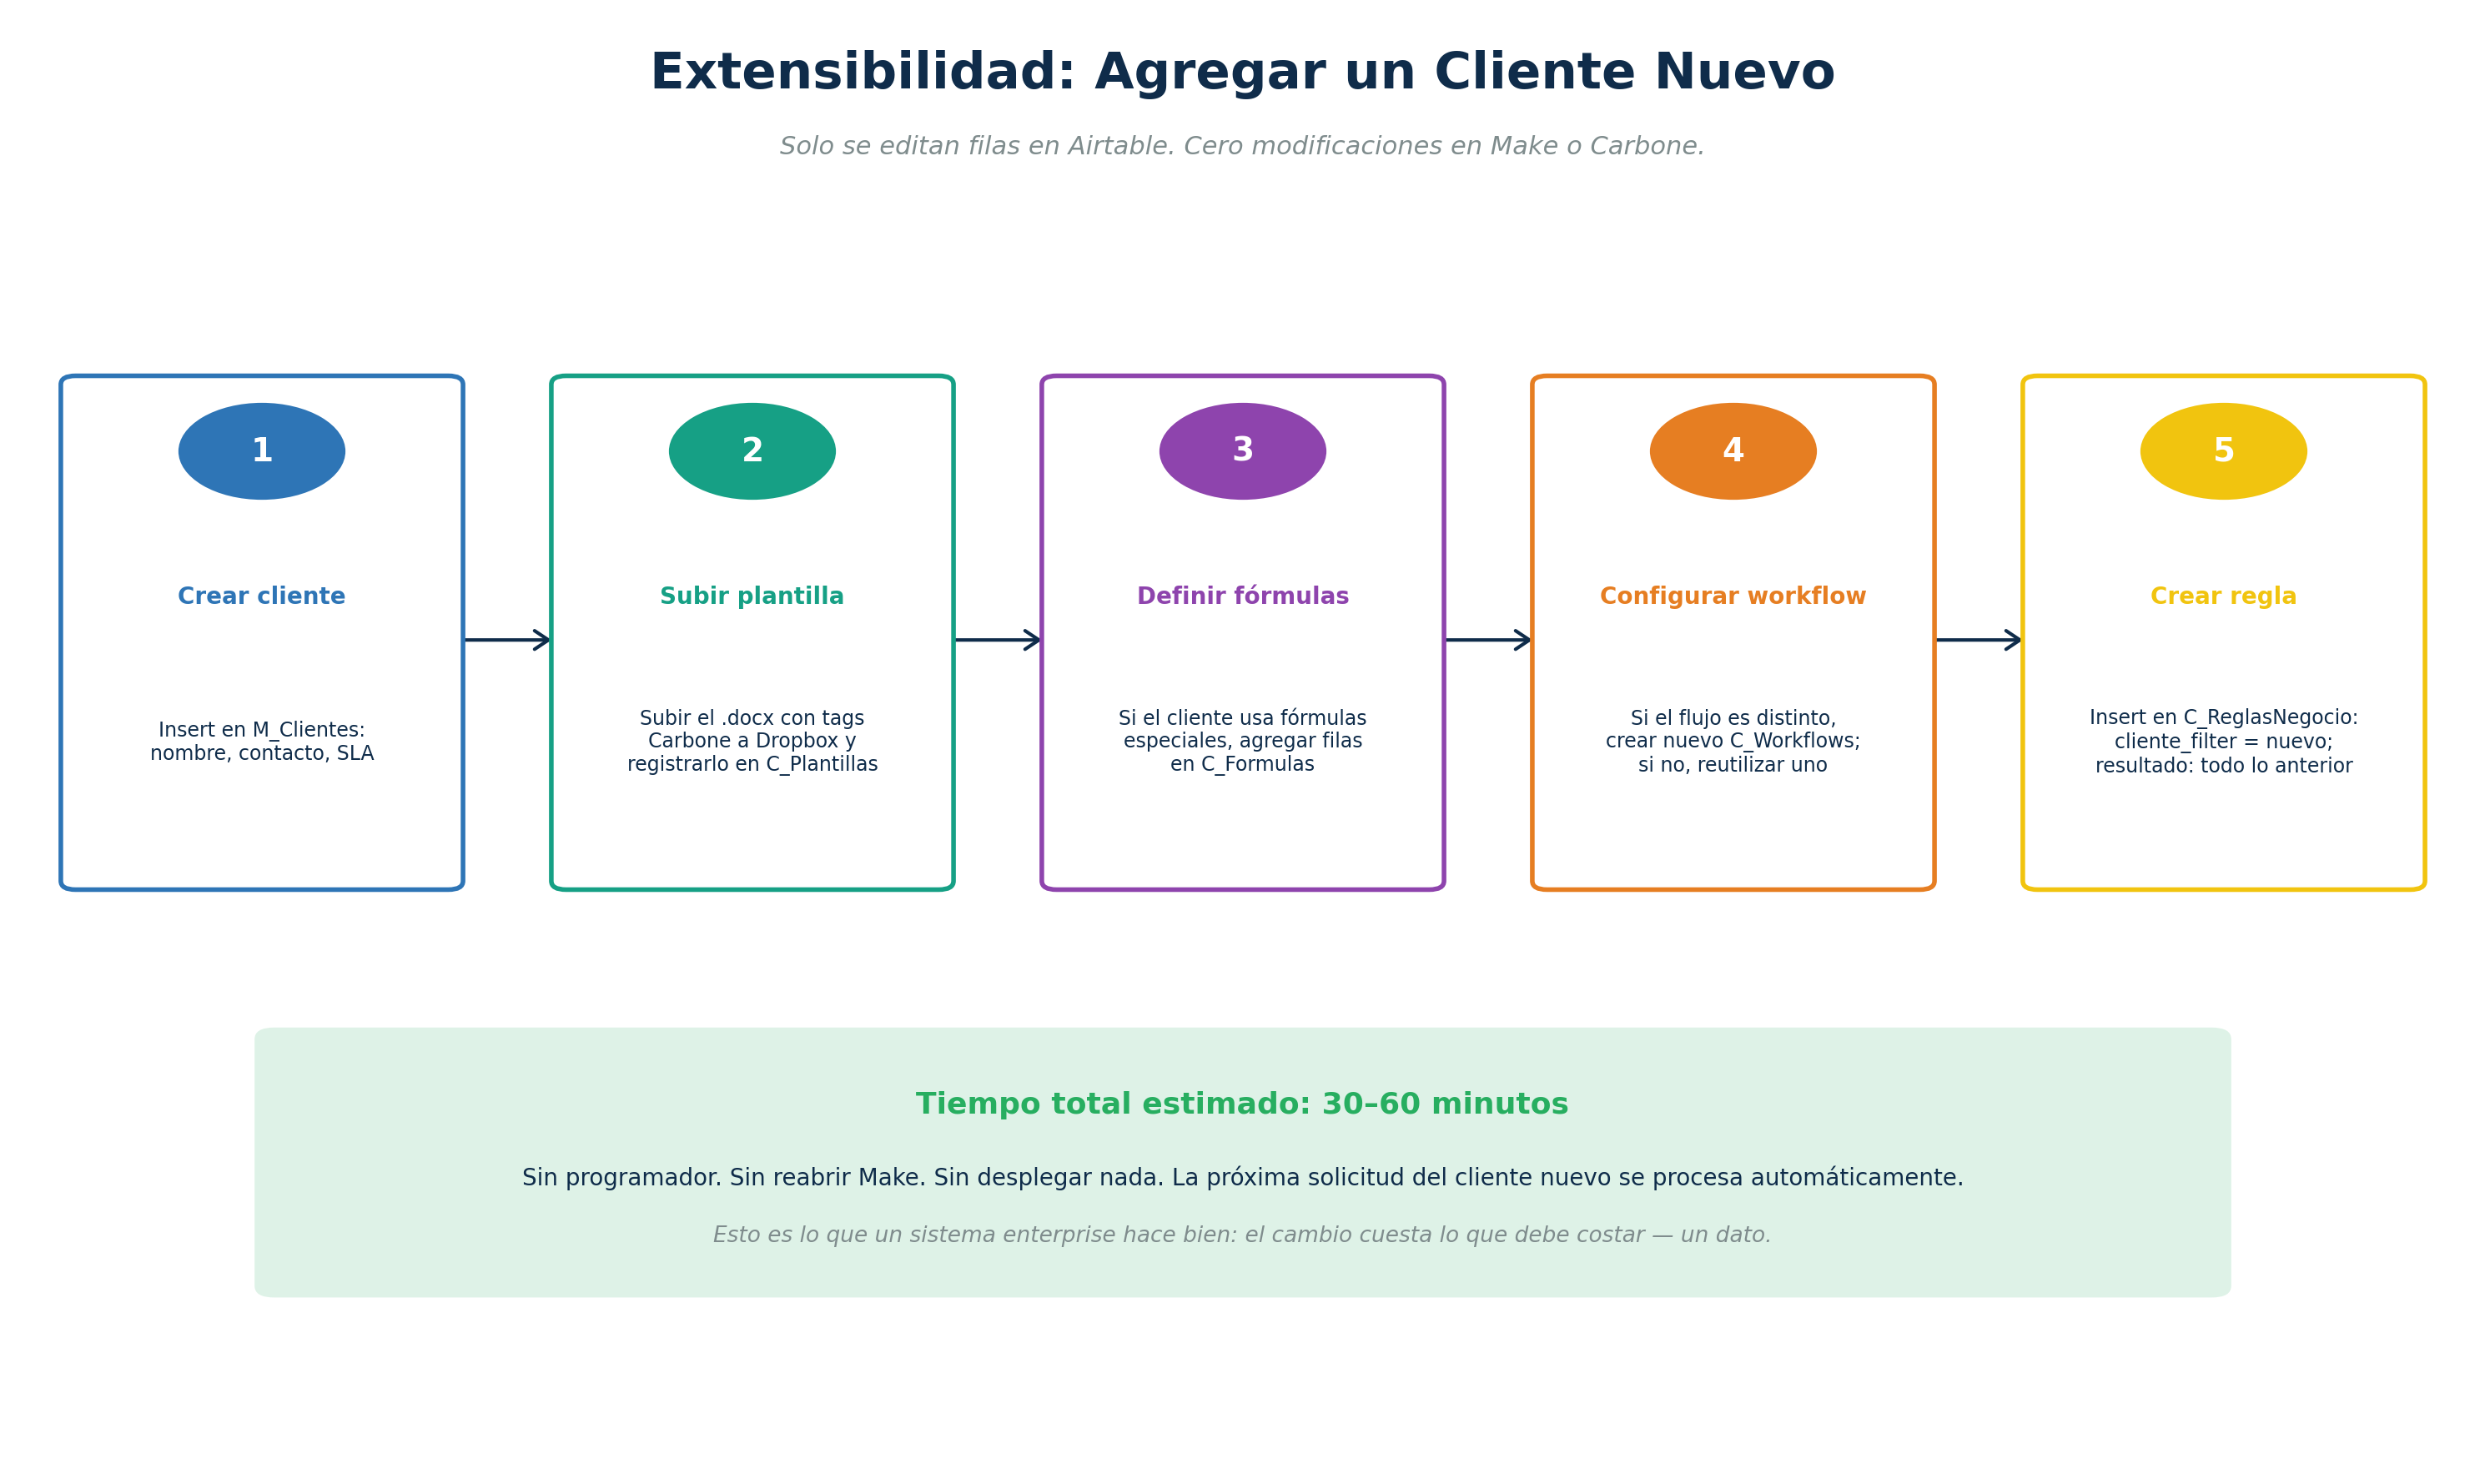 Extensibilidad: Agregar un Cliente Nuevo
Solo se editan filas en Airtable. Cero modificaciones en Make o Carbone.
1
Crear cliente
Insert en M_Clientes:
nombre, contacto, SLA
2
Subir plantilla
Subir el .docx con tags
Carbone a Dropbox y
registrarlo en C_Plantillas
3
Definir fórmulas
Si el cliente usa fórmulas
especiales, agregar filas
en C_Formulas
4
Configurar workflow
Si el flujo es distinto,
crear nuevo C_Workflows;
si no, reutilizar uno
5
Crear regla
Insert en C_ReglasNegocio:
cliente_filter = nuevo;
resultado: todo lo anterior
Tiempo total estimado: 30–60 minutos
Sin programador. Sin reabrir Make. Sin desplegar nada. La próxima solicitud del cliente nuevo se procesa automáticamente.
Esto es lo que un sistema enterprise hace bien: el cambio cuesta lo que debe costar — un dato.